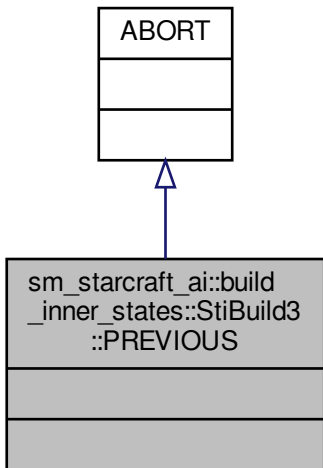 ABORT
sm_starcraft_ai::build
_inner_states::StiBuild3
::PREVIOUS